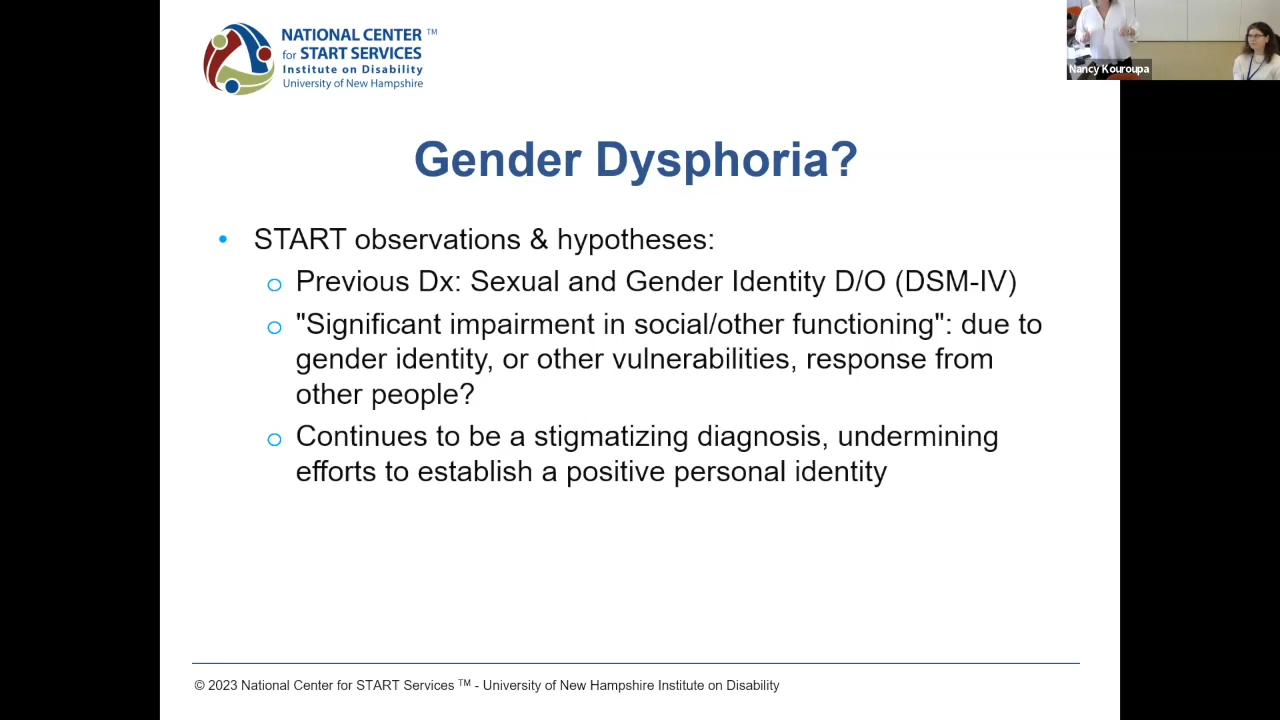 NATIONAL CENTER ™
for START SERVICES
Institute on Disability
University of New Hampshire
Nancy Kouroupa
Gender Dysphoria?
• START observations & hypotheses:
o Previous Dx: Sexual and Gender Identity D/O (DSM-IV)
o "Significant impairment in social/other functioning": due to
gender identity, or other vulnerabilities, response from
other people?
o Continues to be a stigmatizing diagnosis, undermining
efforts to establish a positive personal identity
© 2023 National Center for START Services ™ - University of New Hampshire Institute on Disability